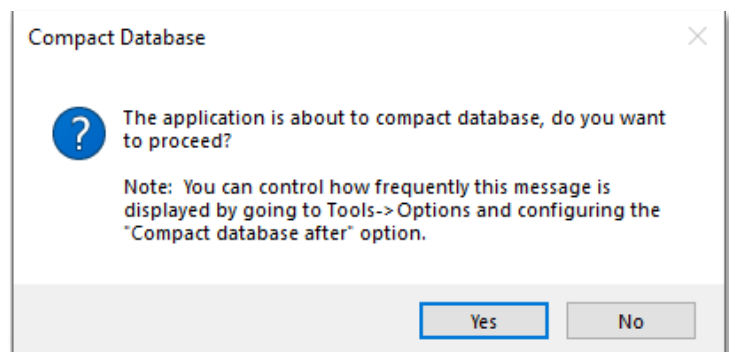 Compact Database
The application is about to compact database, do you want
to proceed?
Note:  You can control how frequently this message is
displayed by going to Tools->Options and configuring the
"Compact database after" option.
Yes
No